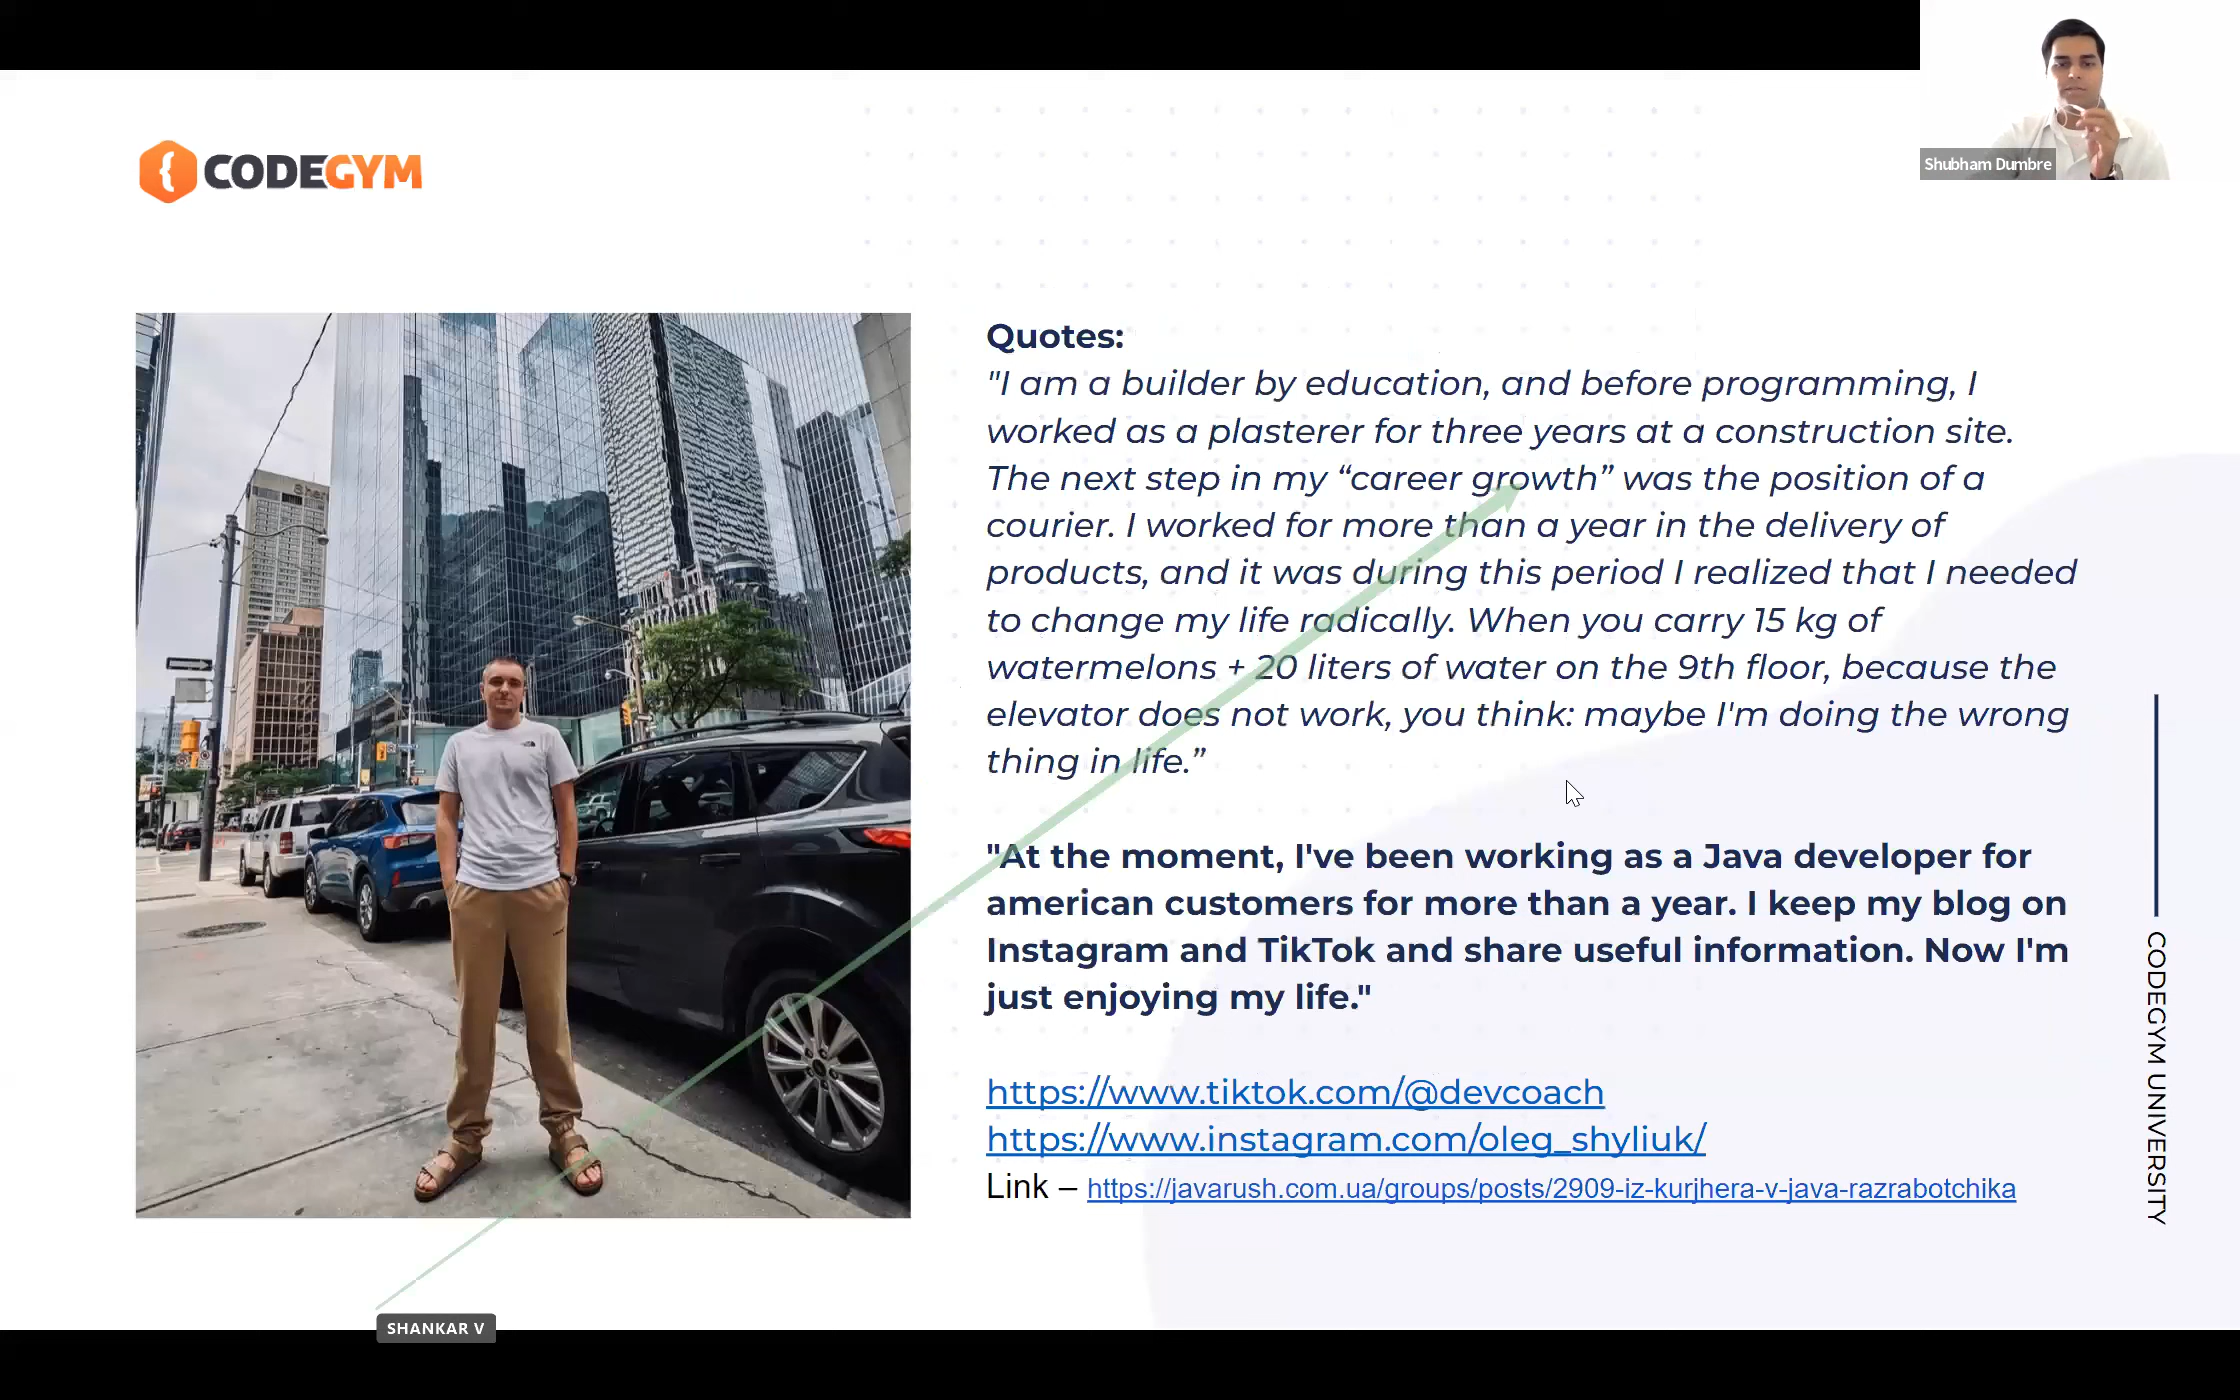 Shubham Dumbre
CODEGYM
Quotes:
"I am a builder by education, and before programming, I
worked as a plasterer for three years at a construction site.
The next step in my “career growth” was the position of a
courier. I worked for more than a year in the delivery of
products, and it was during this period I realized that I needed
to change my life radically. When you carry 15 kg of
watermelons + 20 liters of water on the 9th floor, because the
elevator does not work, you think: maybe I'm doing the wrong
thing in life.”
"At the moment, I've been working as a Java developer for
american customers for more than a year. I keep my blog on
Instagram and TikTok and share useful information. Now I'm
just enjoying my life."
https://www.tiktok.com/@devcoach
https://www.instagram.com/oleg_shyliuk/
Link – https://javarush.com.ua/groups/posts/2909-iz-kurjhera-v-java-razrabotchika
CODEGYM UNIVERSITY
SHANKAR V